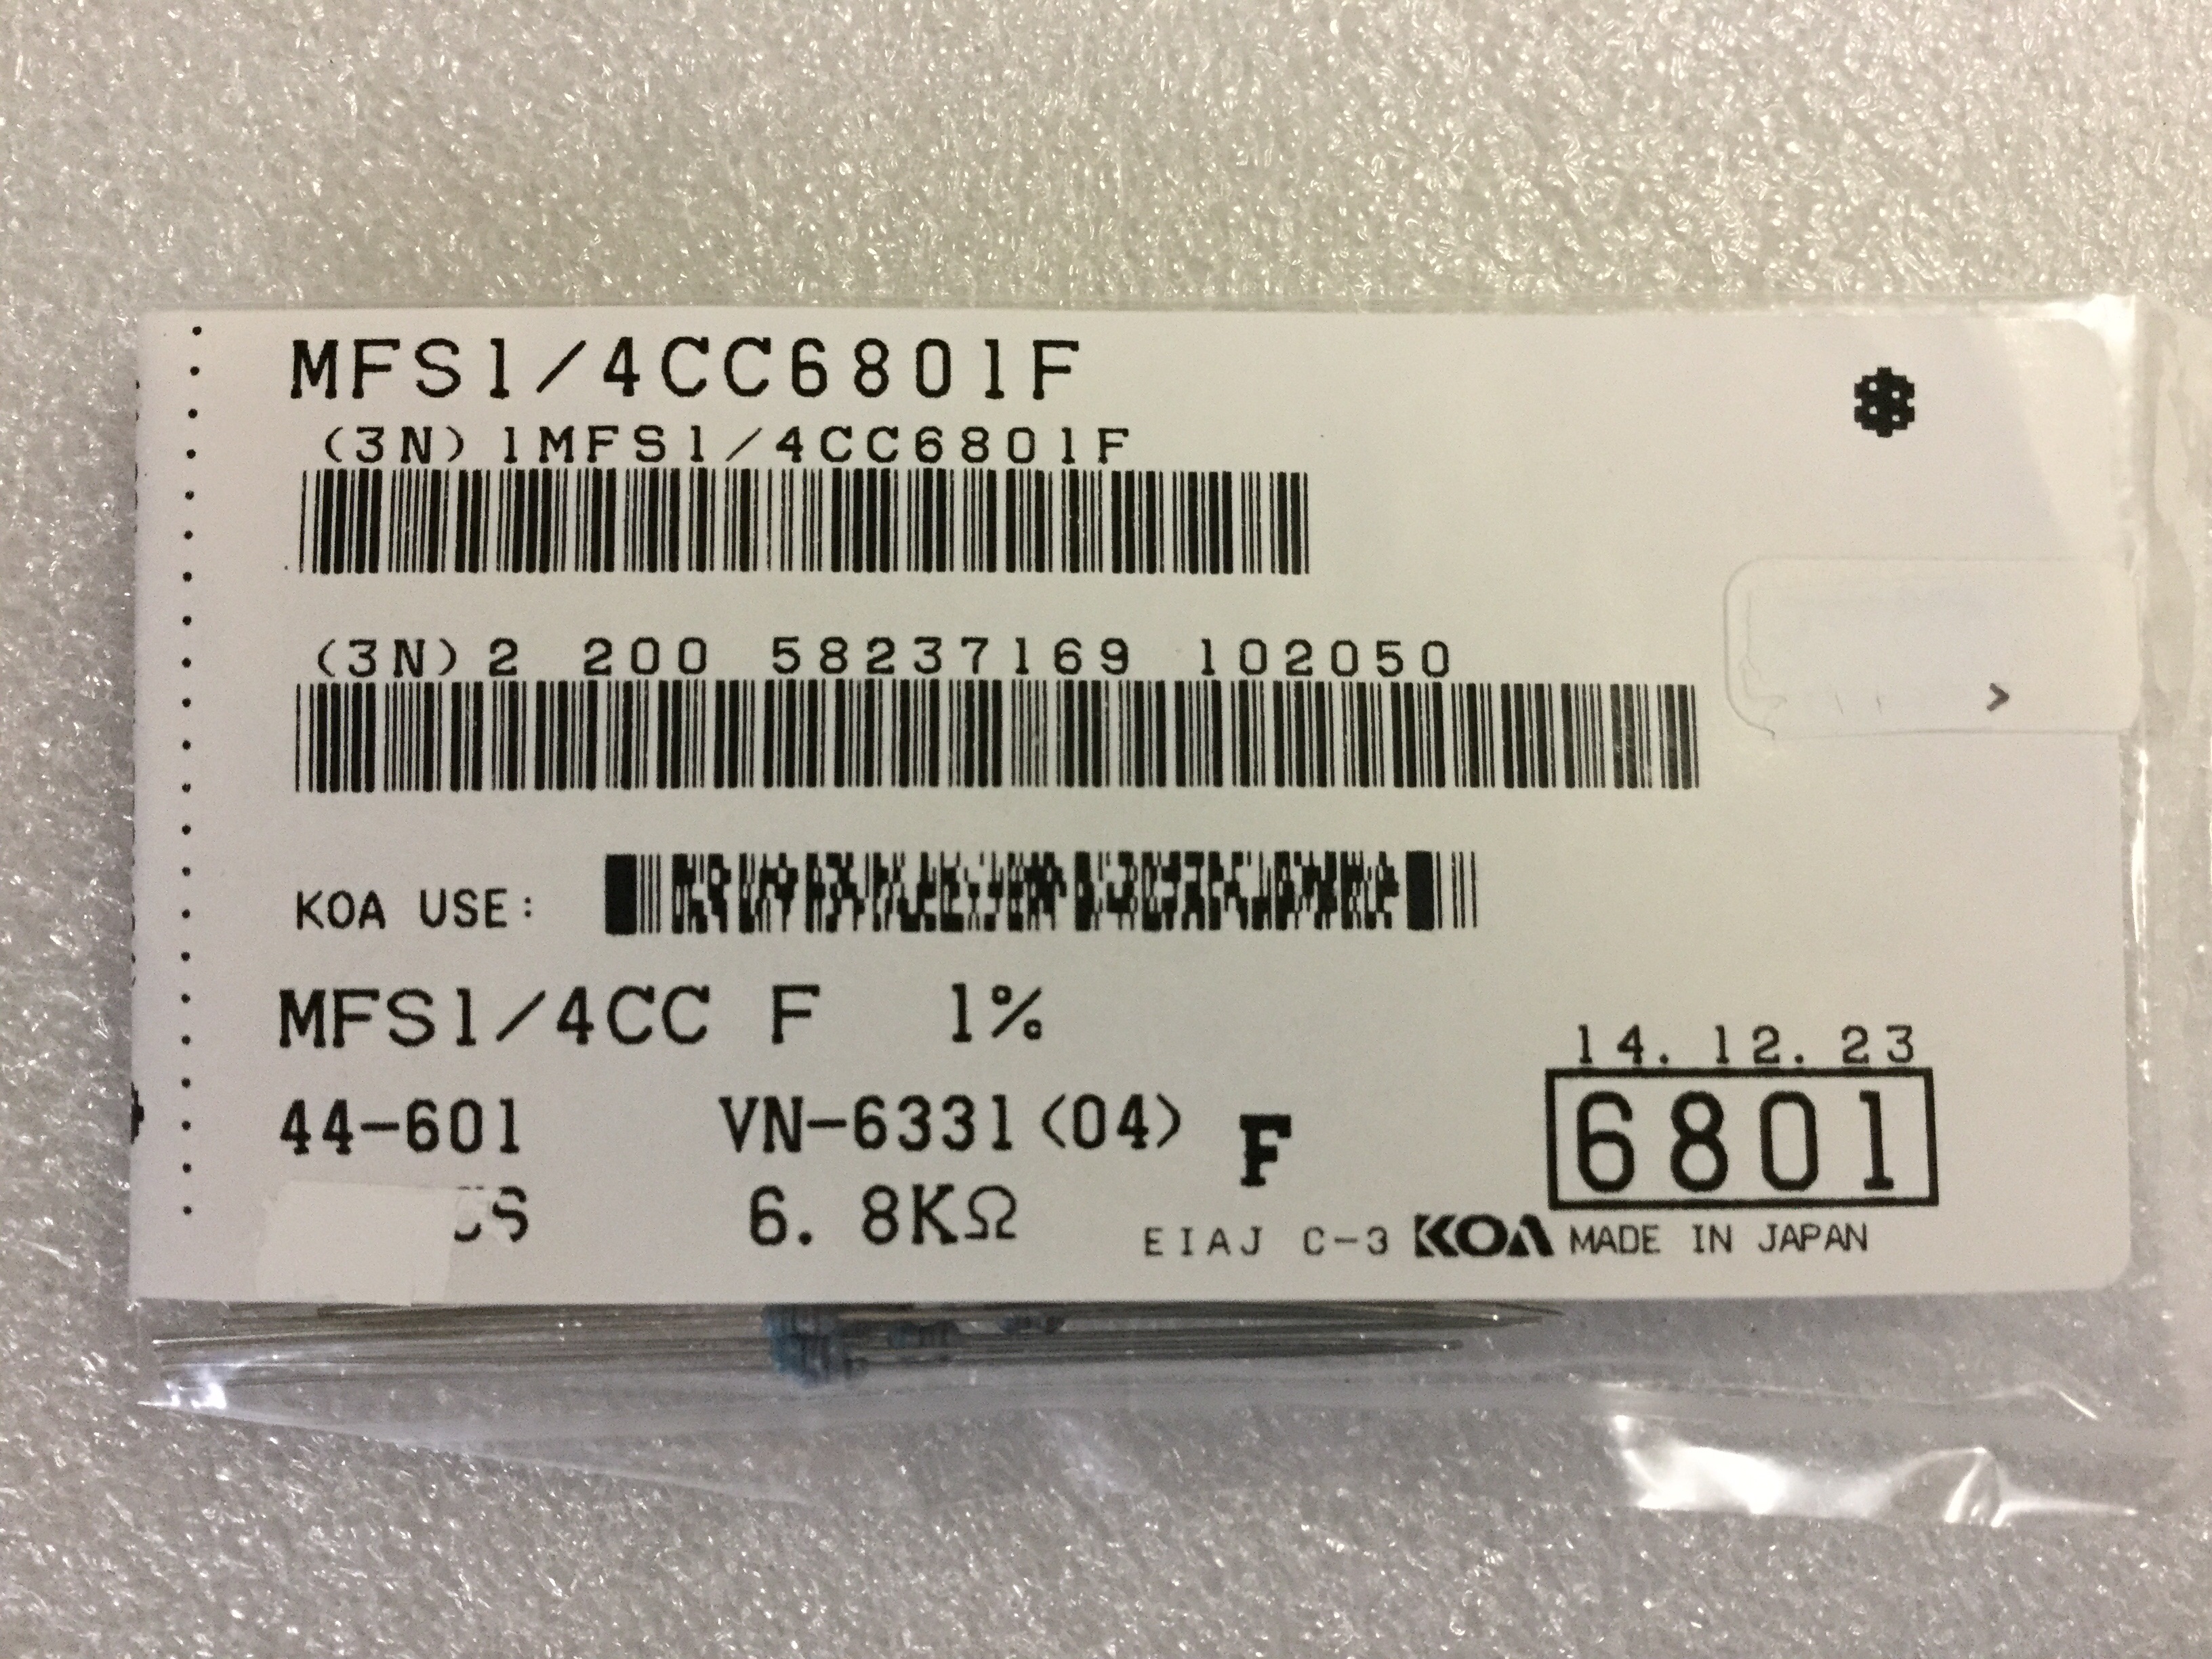 MFS1/4CC6801F
(3N)1MFS1/4CC6801F
(3N)2 200 58237169 102050
KOA USE:
MFS1/4CC F 1%
14.12.23
44-601 VN-6331(04) F 6801
6.8KΩ EIAJ C-3 KOA MADE IN JAPAN